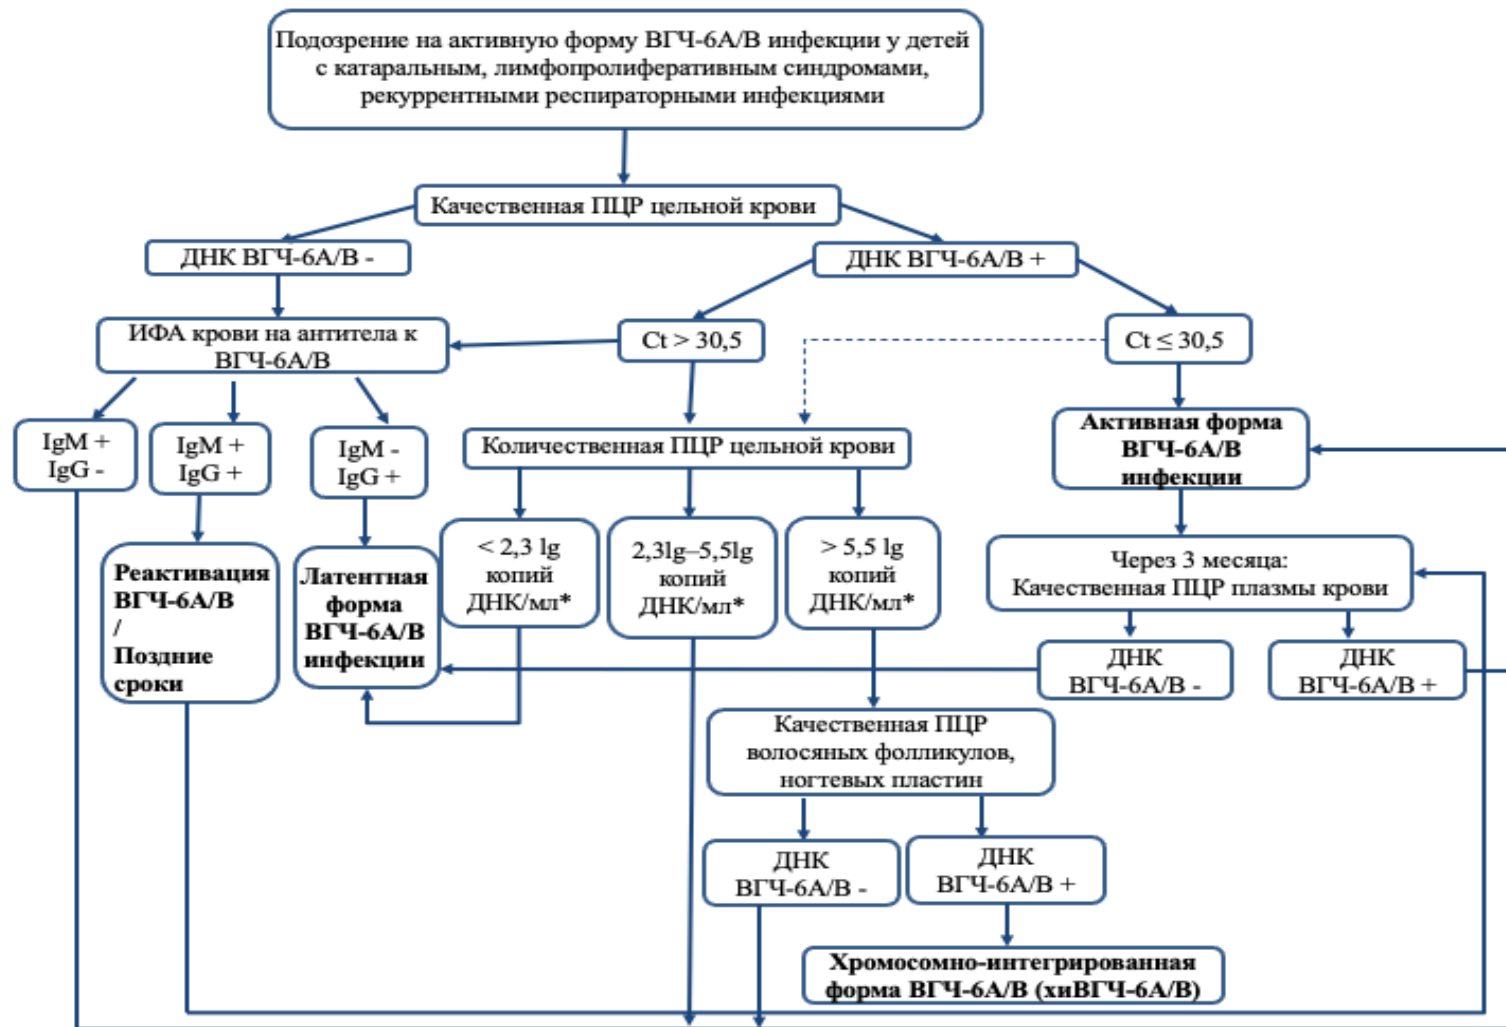 Подозрение на активную форму ВГЧ-6А/В инфекции у детей
с катаральным, лимфопролиферативным синдромами,
рекуррентными респираторными инфекциями
Качественная ПЦР цельной крови
ДНК ВГЧ-6А/В -
ДНК ВГЧ-6А/В +
ИФА крови на антитела к
ВГЧ-6А/В
Ct > 30,5
Ct ≤ 30,5
IgM +
IgG -
IgM +
IgG +
IgM -
IgG +
Количественная ПЦР цельной крови
Активная форма
ВГЧ-6А/В
инфекции
Реактивация
ВГЧ-6А/В
/
Поздние
сроки
Латентная
форма
ВГЧ-6А/В
инфекции
< 2,3 lg
копий
ДНК/мл*
2,3lg–5,5lg
копий
ДНК/мл*
> 5,5 lg
копий
ДНК/мл*
Через 3 месяца:
Качественная ПЦР плазмы крови
ДНК
ВГЧ-6А/В -
ДНК
ВГЧ-6А/В +
Качественная ПЦР
волосяных фолликулов,
ногтевых пластин
ДНК
ВГЧ-6А/В -
ДНК
ВГЧ-6А/В +
Хромосомно-интегрированная
форма ВГЧ-6А/В (хиВГЧ-6А/В)